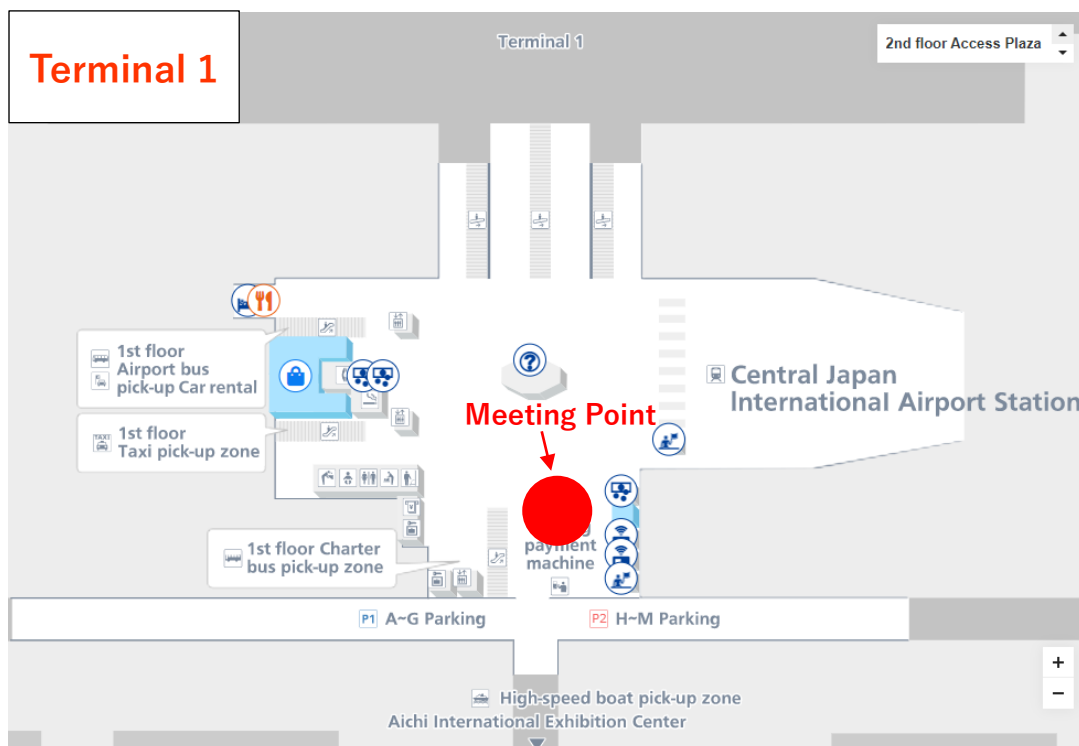 Terminal 1
Terminal 1
2nd floor Access Plaza
1st floor
Airport bus
pick-up Car rental
Central Japan
International Airport Station
Meeting Point
TAXI
1st floor
Taxi pick-up zone
payment
machine
1st floor Charter
bus pick-up zone
P1 A~G Parking
P2 H~M Parking
+
−
High-speed boat pick-up zone
Aichi International Exhibition Center